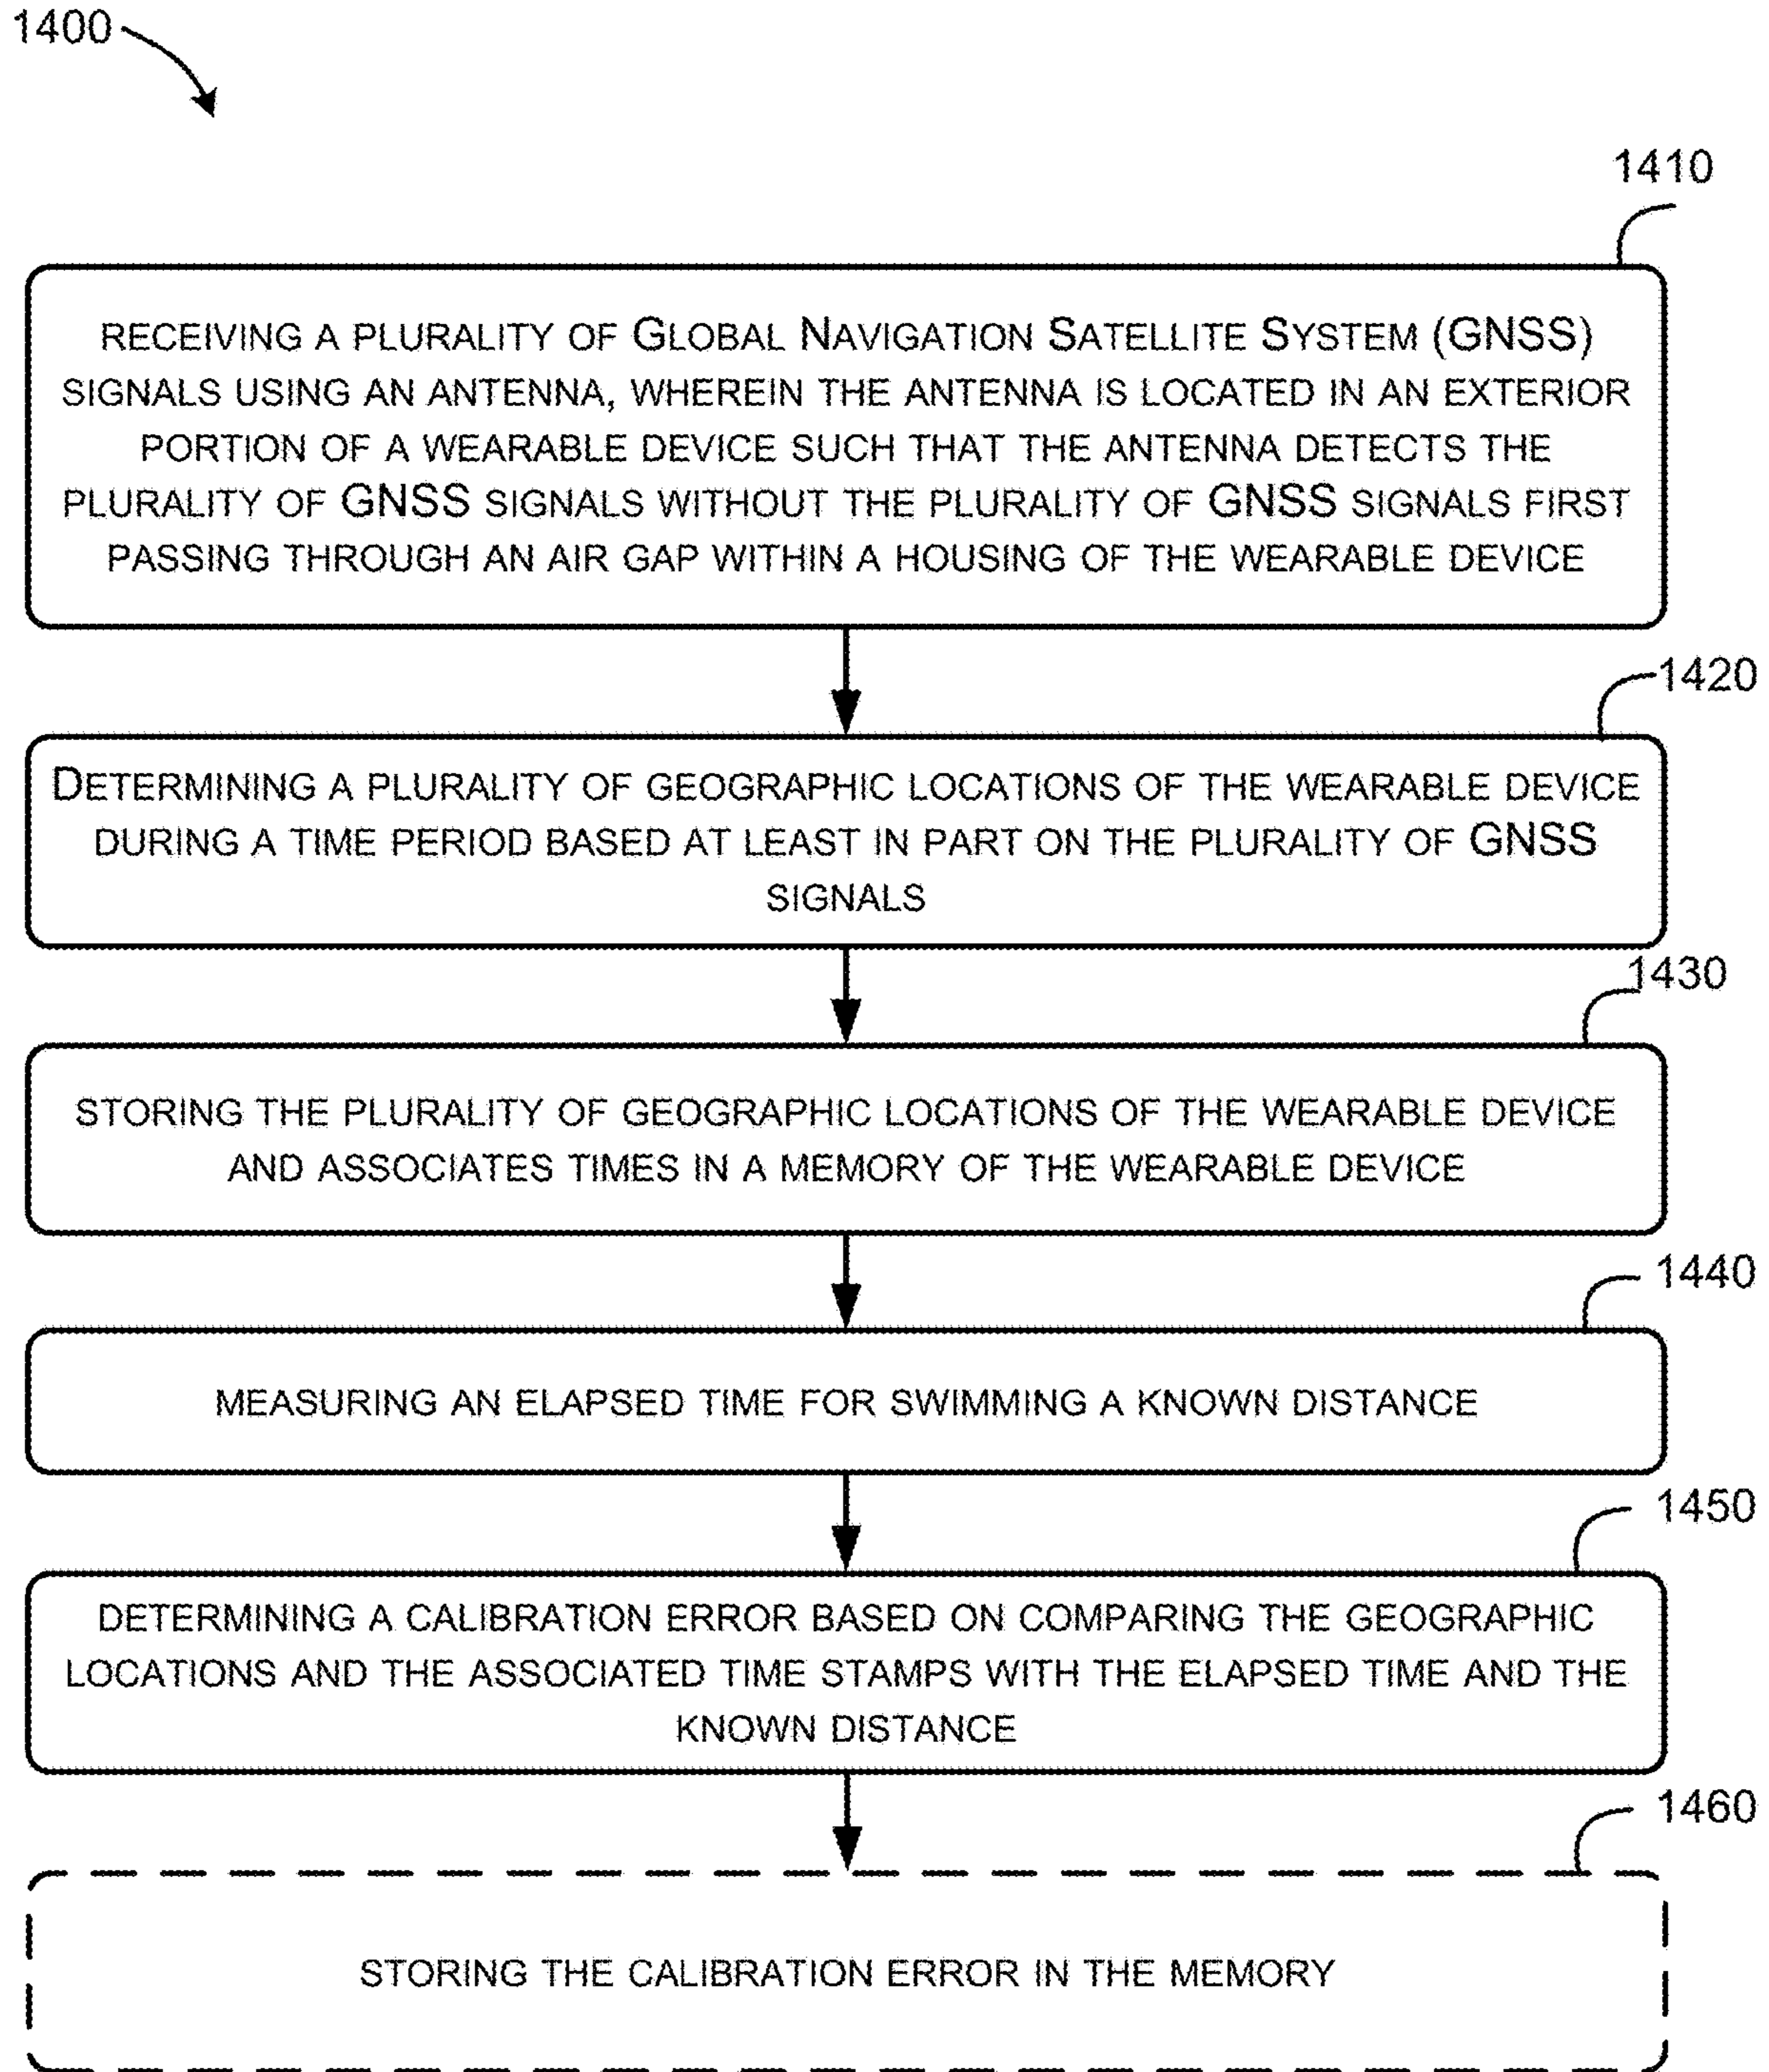 1400
1410
RECEIVING A PLURALITY OF GLOBAL NAVIGATION SATELLITE SYSTEM (GNSS)
SIGNALS USING AN ANTENNA, WHEREIN THE ANTENNA IS LOCATED IN AN EXTERIOR
PORTION OF A WEARABLE DEVICE SUCH THAT THE ANTENNA DETECTS THE
PLURALITY OF GNSS SIGNALS WITHOUT THE PLURALITY OF GNSS SIGNALS FIRST
PASSING THROUGH AN AIR GAP WITHIN A HOUSING OF THE WEARABLE DEVICE
1420
DETERMINING A PLURALITY OF GEOGRAPHIC LOCATIONS OF THE WEARABLE DEVICE
DURING A TIME PERIOD BASED AT LEAST IN PART ON THE PLURALITY OF GNSS
SIGNALS
1430
STORING THE PLURALITY OF GEOGRAPHIC LOCATIONS OF THE WEARABLE DEVICE
AND ASSOCIATES TIMES IN A MEMORY OF THE WEARABLE DEVICE
1440
MEASURING AN ELAPSED TIME FOR SWIMMING A KNOWN DISTANCE
1450
DETERMINING A CALIBRATION ERROR BASED ON COMPARING THE GEOGRAPHIC
LOCATIONS AND THE ASSOCIATED TIME STAMPS WITH THE ELAPSED TIME AND THE
KNOWN DISTANCE
1460
STORING THE CALIBRATION ERROR IN THE MEMORY